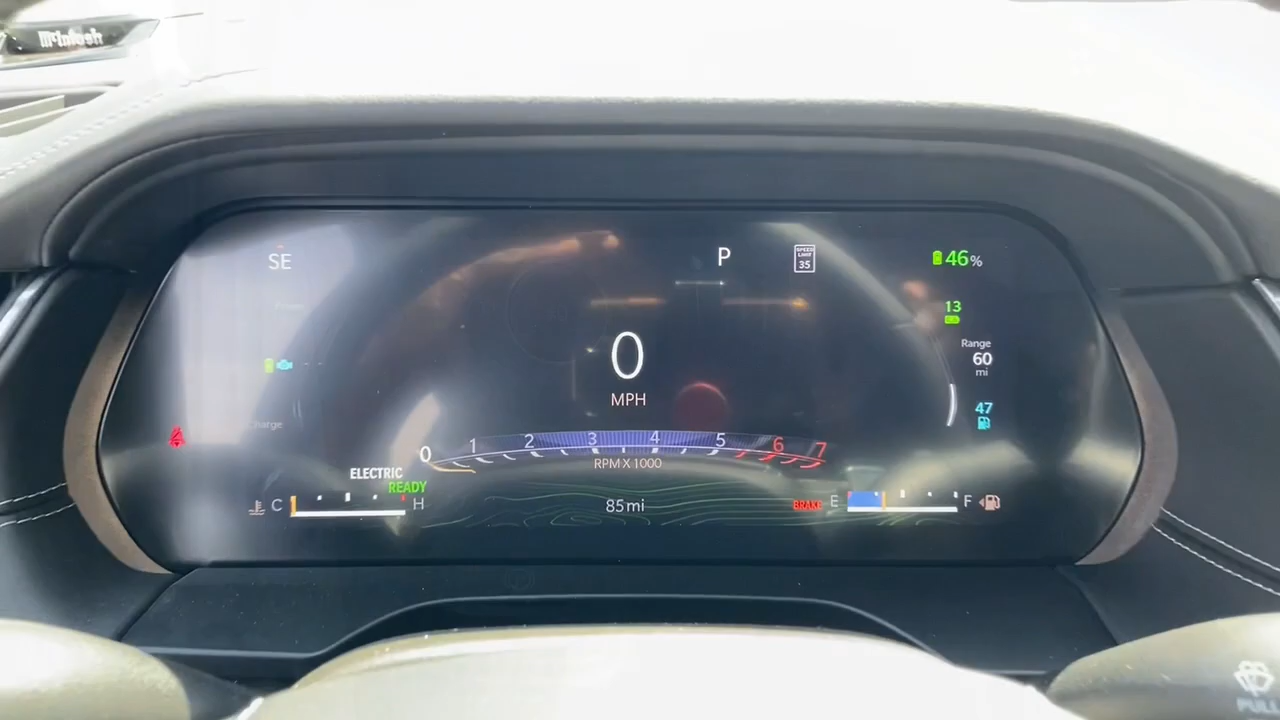 McIntosh
SE
P
SPEED
LIMIT
35
46%
13
Range
60
mi
0
MPH
Charge
47
0 1 2 3 4 5 6 7
RPM X 1000
ELECTRIC
READY
C H
85 mi
BRAKE
E F
PULL